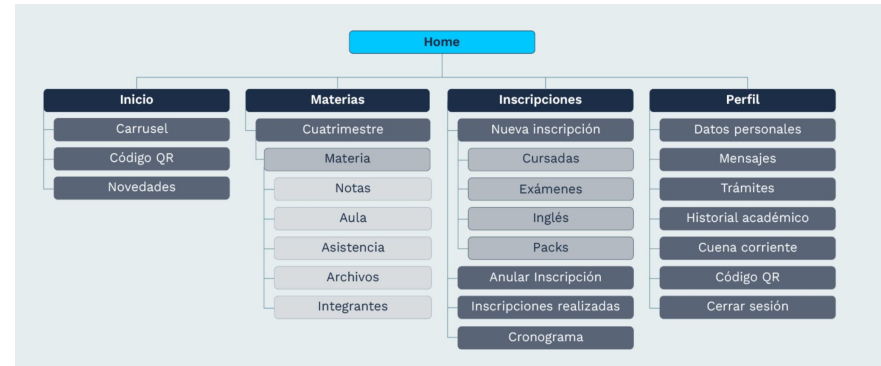 Home
Inicio
Carrusel
Código QR
Novedades
Materias
Cuatrimestre
Materia
Notas
Aula
Asistencia
Archivos
Integrantes
Inscripciones
Nueva inscripción
Cursadas
Exámenes
Inglés
Packs
Anular Inscripción
Inscripciones realizadas
Cronograma
Perfil
Datos personales
Mensajes
Trámites
Historial académico
Cuena corriente
Código QR
Cerrar sesión